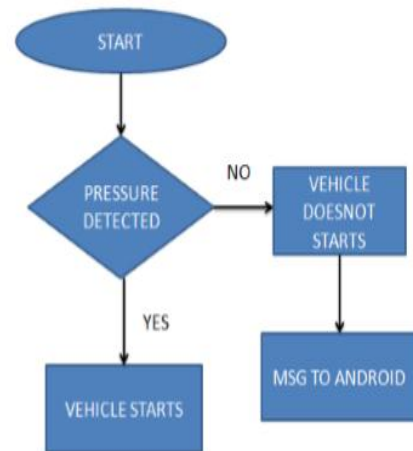 START
PRESSURE
DETECTED
NO
VEHICLE
DOESNOT
STARTS
YES
VEHICLE STARTS
MSG TO ANDROID